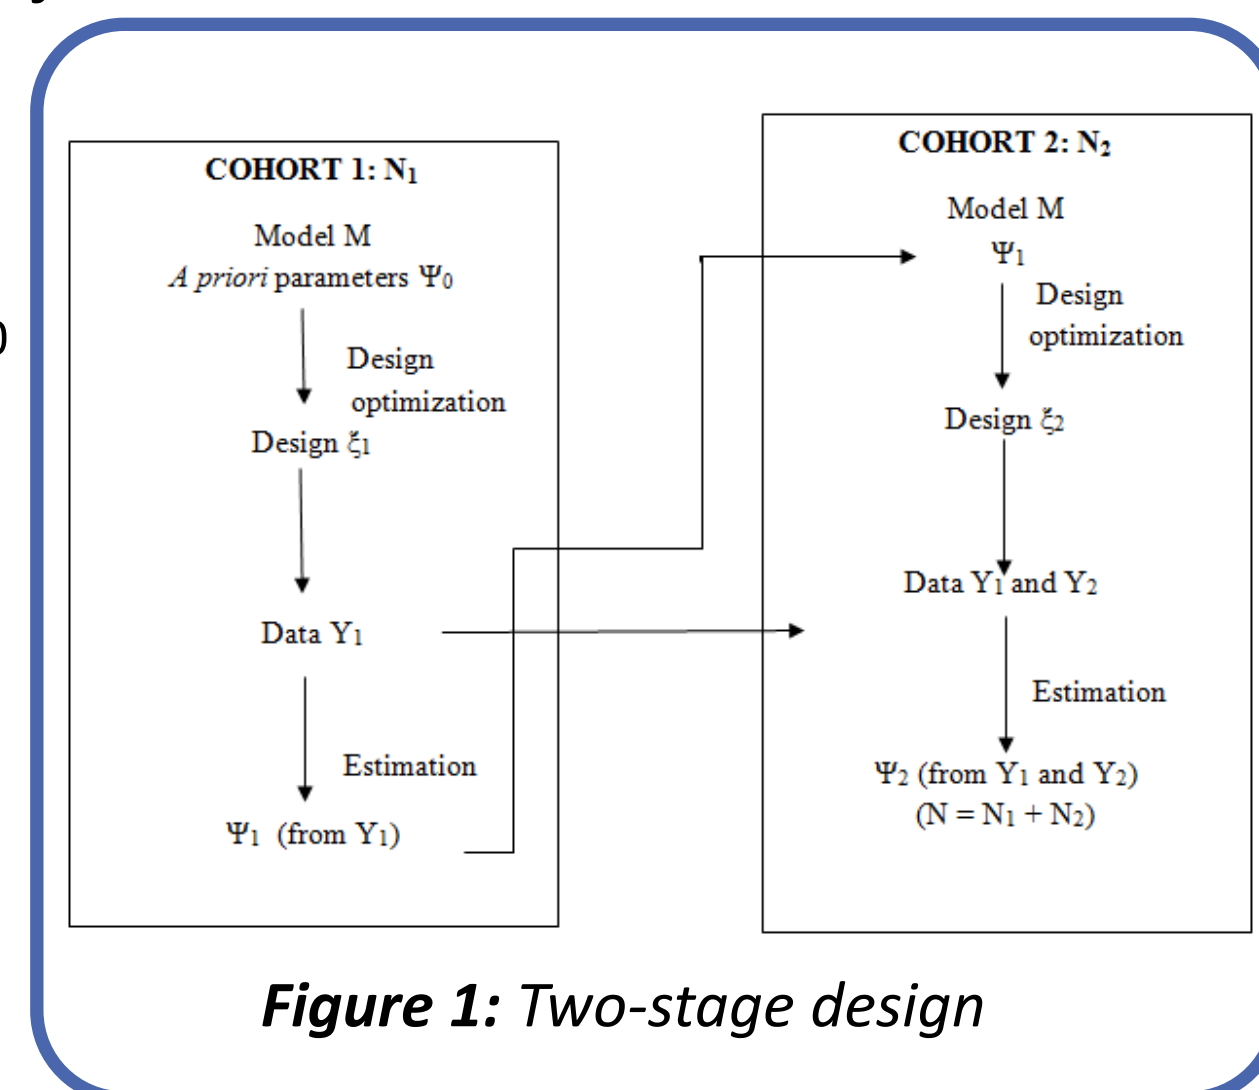 COHORT 1: N₁
Model M
A priori parameters Ψ₀
Design
optimization
Design ξ₁
Data Y₁
Estimation
Ψ₁ (from Y₁)
COHORT 2: N₂
Model M
Ψ₁
Design
optimization
Design ξ₂
Data Y₁ and Y₂
Estimation
Ψ₂ (from Y₁ and Y₂)
(N = N₁ + N₂)
Figure 1: Two-stage design